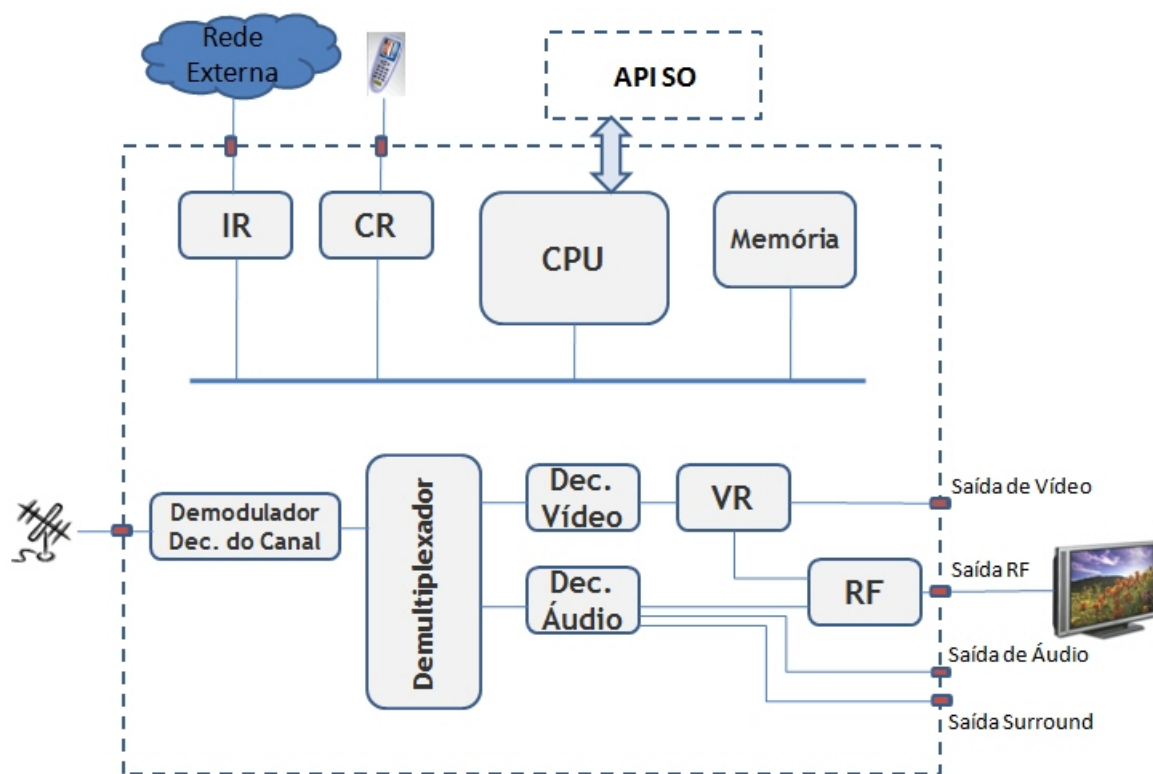 Rede
Externa
API SO
IR
CR
CPU
Memória
Demodulador
Dec. do Canal
Demultiplexador
Dec.
Vídeo
VR
Dec.
Áudio
RF
Saída de Vídeo
Saída RF
Saída de Áudio
Saída Surround